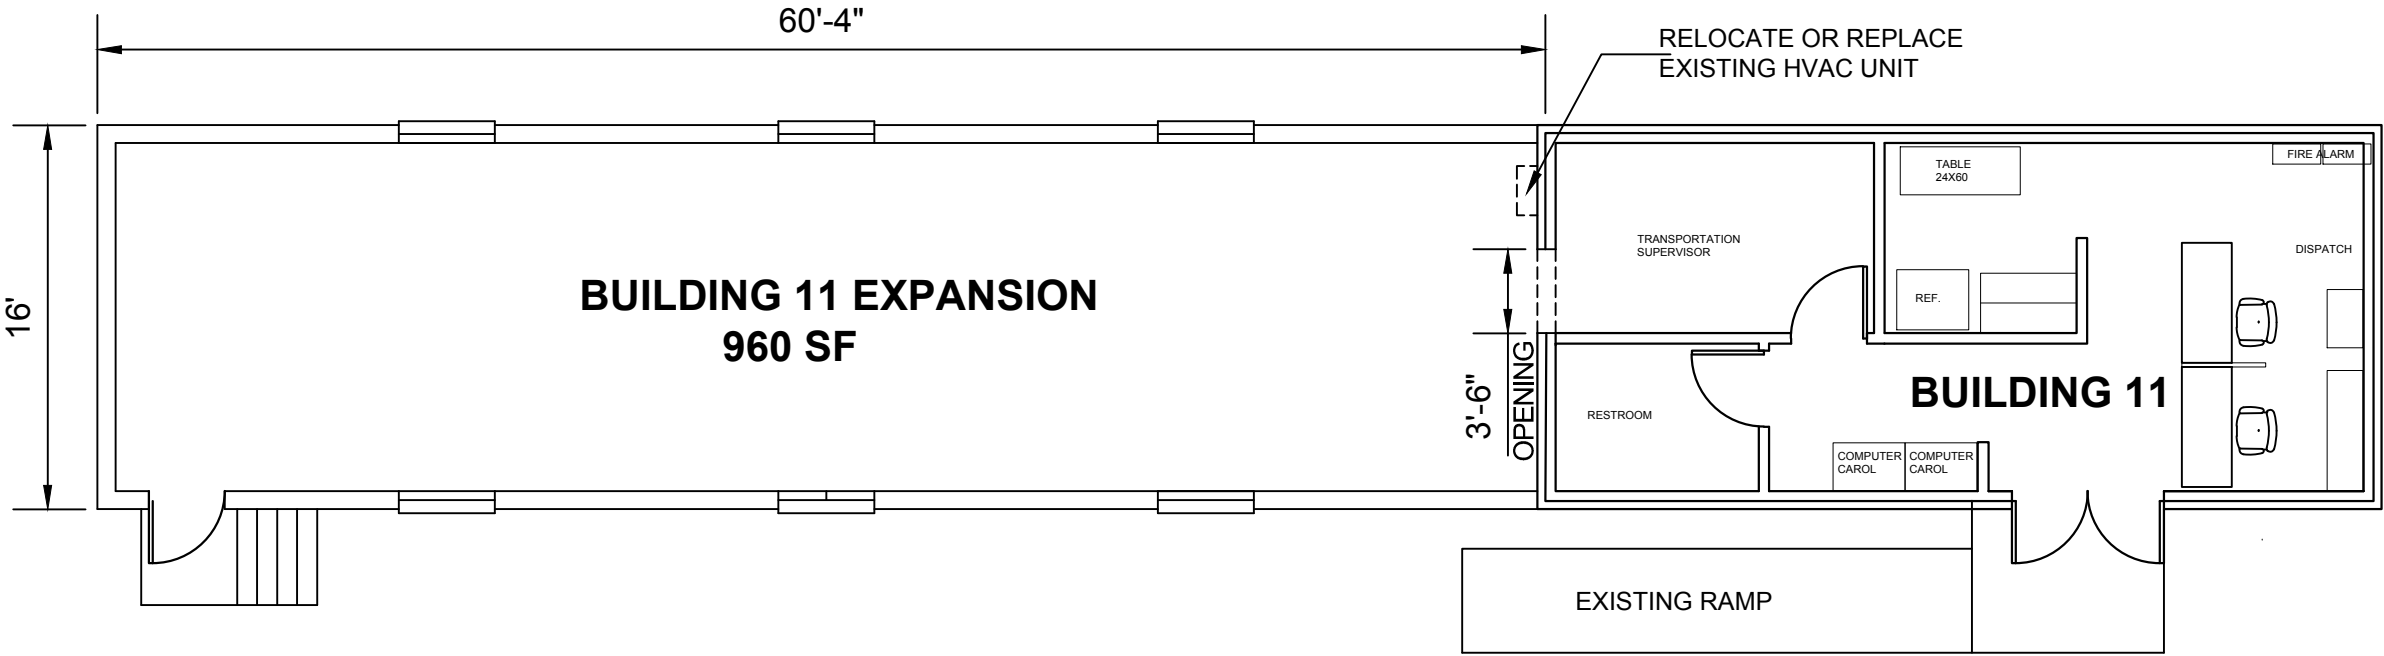 60'-4"
RELOCATE OR REPLACE
EXISTING HVAC UNIT
16'
BUILDING 11 EXPANSION
960 SF
3'-6"
OPENING
TRANSPORTATION
SUPERVISOR
TABLE
24X60
FIRE ALARM
DISPATCH
REF.
BUILDING 11
RESTROOM
COMPUTER
CAROL
COMPUTER
CAROL
EXISTING RAMP